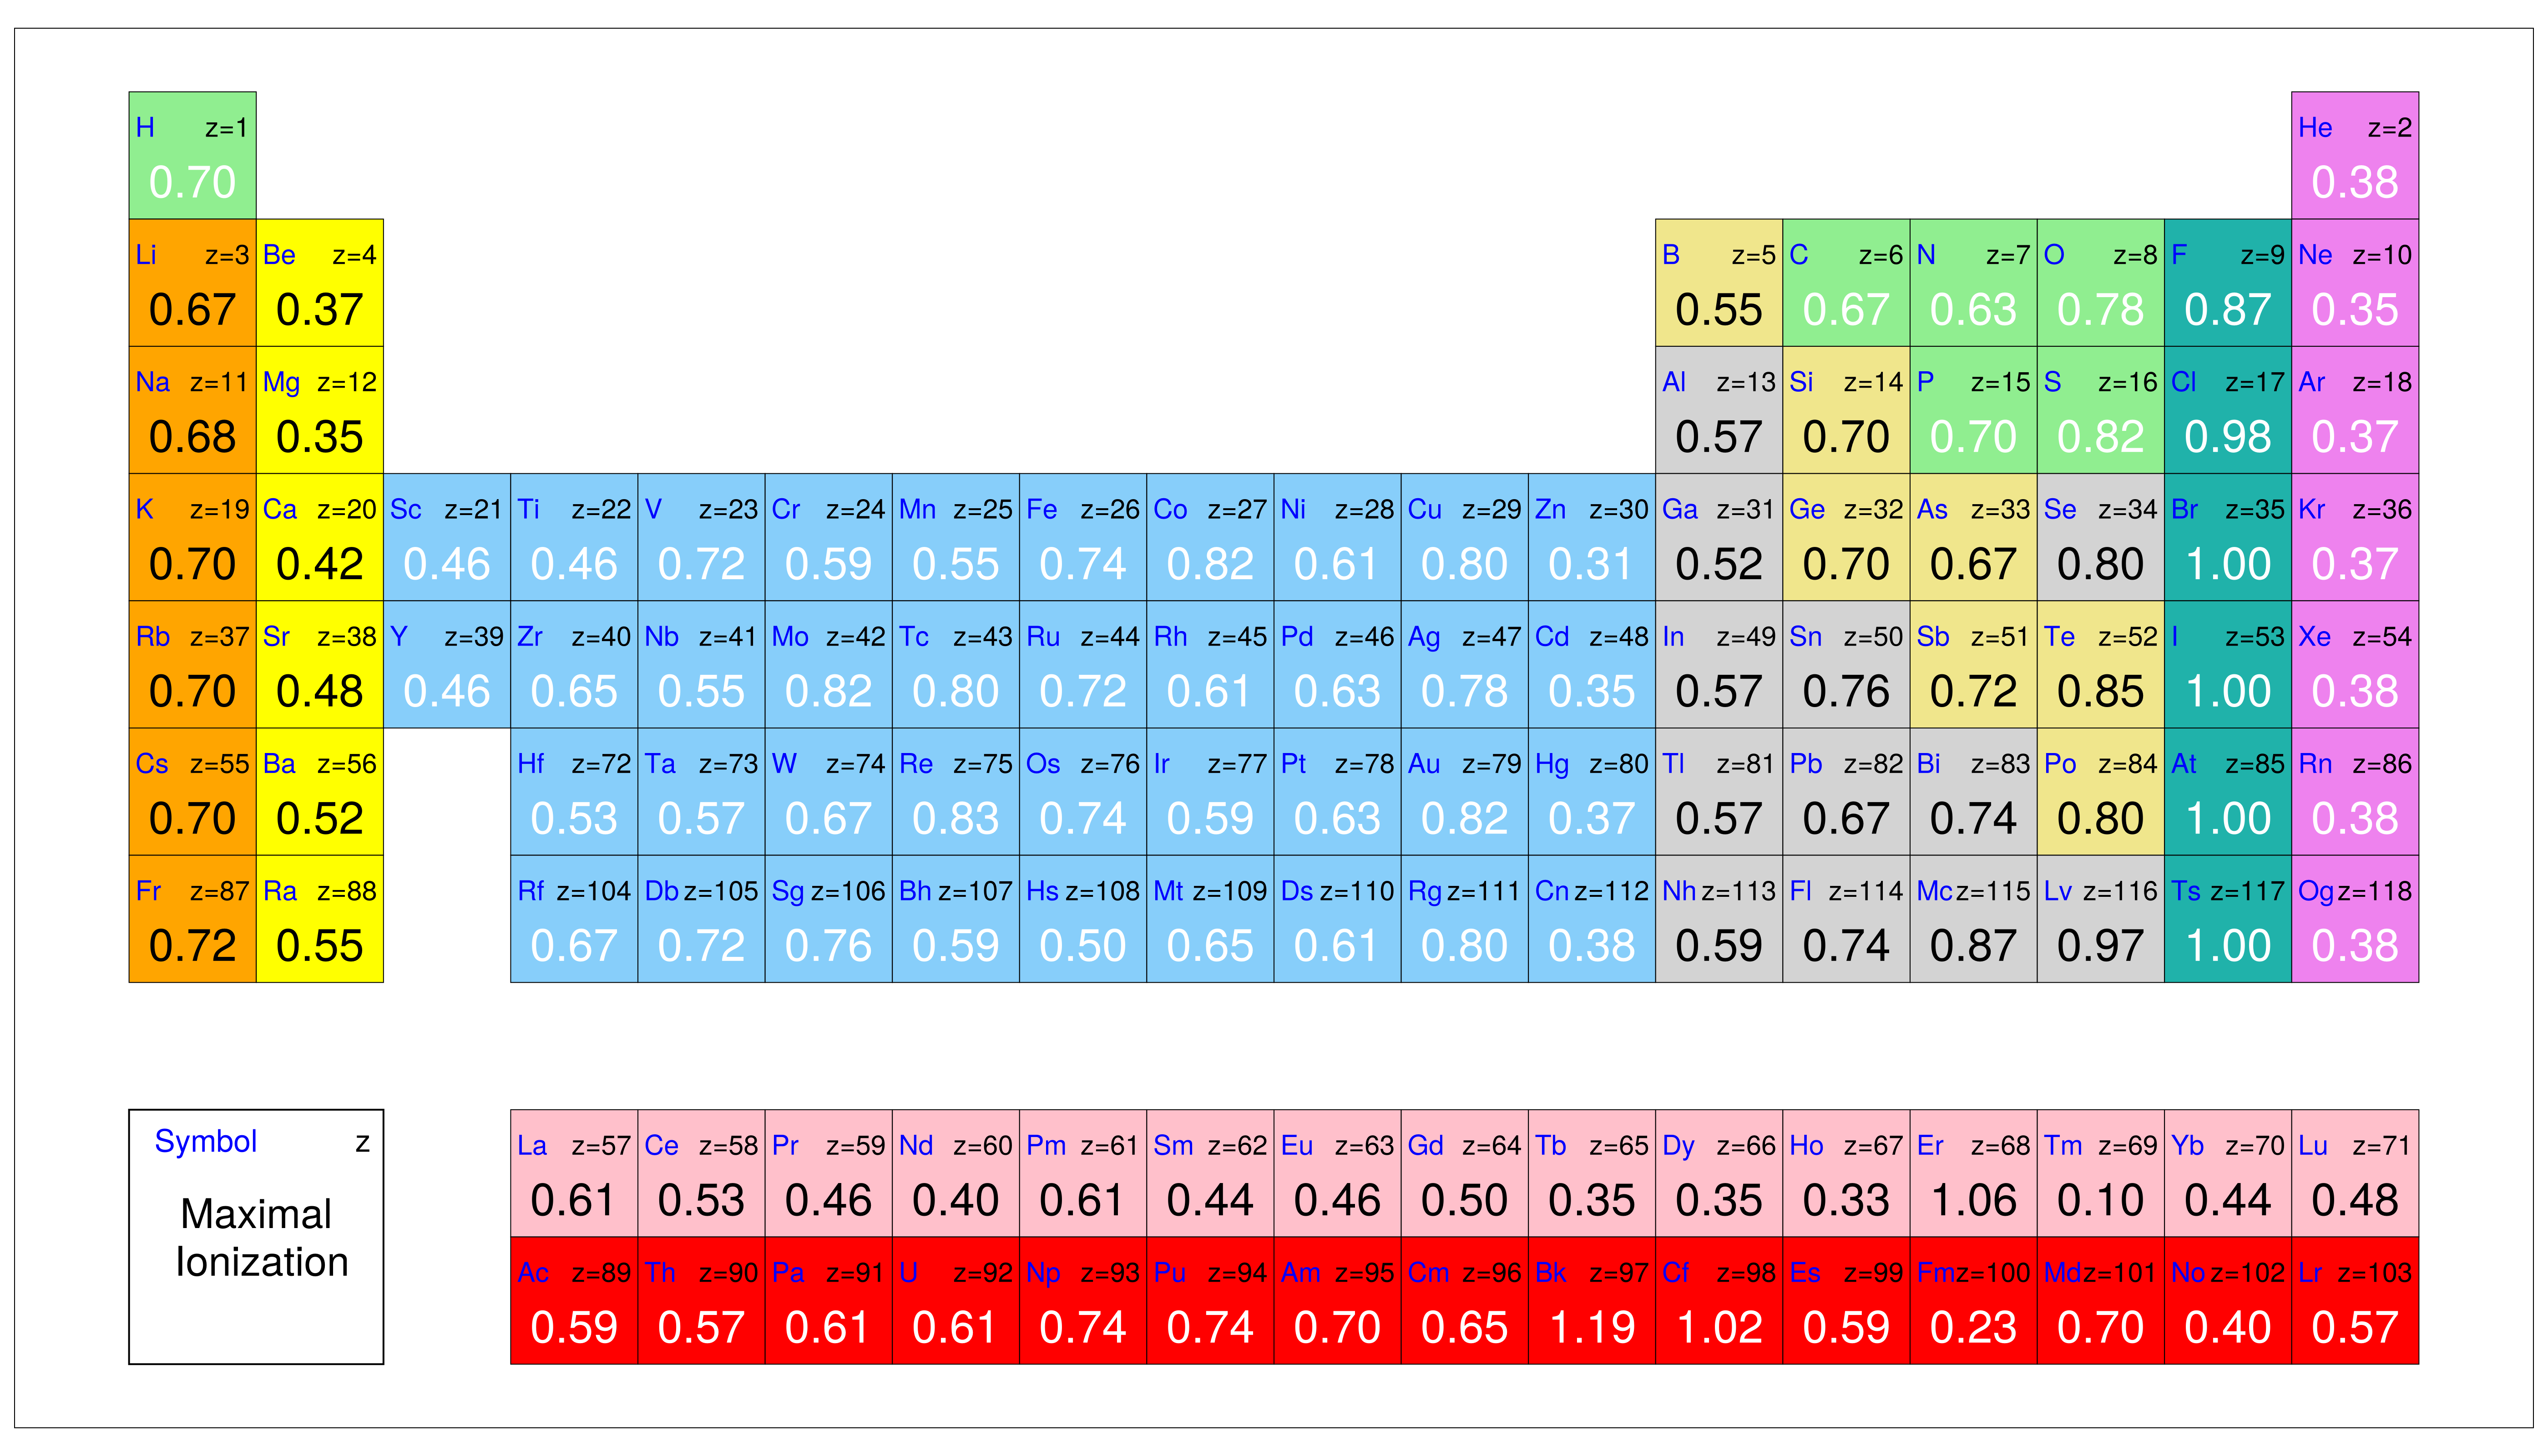 H z=1 He z=2
0.70 0.38
Li z=3 Be z=4 B z=5 C z=6 N z=7 O z=8 F z=9 Ne z=10
0.67 0.37 0.55 0.67 0.63 0.78 0.87 0.35
Na z=11 Mg z=12 Al z=13 Si z=14 P z=15 S z=16 Cl z=17 Ar z=18
0.68 0.35 0.57 0.70 0.70 0.82 0.98 0.37
K z=19 Ca z=20 Sc z=21 Ti z=22 V z=23 Cr z=24 Mn z=25 Fe z=26 Co z=27 Ni z=28 Cu z=29 Zn z=30 Ga z=31 Ge z=32 As z=33 Se z=34 Br z=35 Kr z=36
0.70 0.42 0.46 0.46 0.72 0.59 0.55 0.74 0.82 0.61 0.80 0.31 0.52 0.70 0.67 0.80 1.00 0.37
Rb z=37 Sr z=38 Y z=39 Zr z=40 Nb z=41 Mo z=42 Tc z=43 Ru z=44 Rh z=45 Pd z=46 Ag z=47 Cd z=48 In z=49 Sn z=50 Sb z=51 Te z=52 I z=53 Xe z=54
0.70 0.48 0.46 0.65 0.55 0.82 0.80 0.72 0.61 0.63 0.78 0.35 0.57 0.76 0.72 0.85 1.00 0.38
Cs z=55 Ba z=56 Hf z=72 Ta z=73 W z=74 Re z=75 Os z=76 Ir z=77 Pt z=78 Au z=79 Hg z=80 Tl z=81 Pb z=82 Bi z=83 Po z=84 At z=85 Rn z=86
0.70 0.52 0.53 0.57 0.67 0.83 0.74 0.59 0.63 0.82 0.37 0.57 0.67 0.74 0.80 1.00 0.38
Fr z=87 Ra z=88 Rf z=104 Db z=105 Sg z=106 Bh z=107 Hs z=108 Mt z=109 Ds z=110 Rg z=111 Cn z=112 Nh z=113 Fl z=114 Mc z=115 Lv z=116 Ts z=117 Og z=118
0.72 0.55 0.67 0.72 0.76 0.59 0.50 0.65 0.61 0.80 0.38 0.59 0.74 0.87 0.97 1.00 0.38
Symbol z
Maximal
Ionization
La z=57 Ce z=58 Pr z=59 Nd z=60 Pm z=61 Sm z=62 Eu z=63 Gd z=64 Tb z=65 Dy z=66 Ho z=67 Er z=68 Tm z=69 Yb z=70 Lu z=71
0.61 0.53 0.46 0.40 0.61 0.44 0.46 0.50 0.35 0.35 0.33 1.06 0.10 0.44 0.48
Ac z=89 Th z=90 Pa z=91 U z=92 Np z=93 Pu z=94 Am z=95 Cm z=96 Bk z=97 Cf z=98 Es z=99 Fm z=100 Md z=101 No z=102 Lr z=103
0.59 0.57 0.61 0.61 0.74 0.74 0.70 0.65 1.19 1.02 0.59 0.23 0.70 0.40 0.57